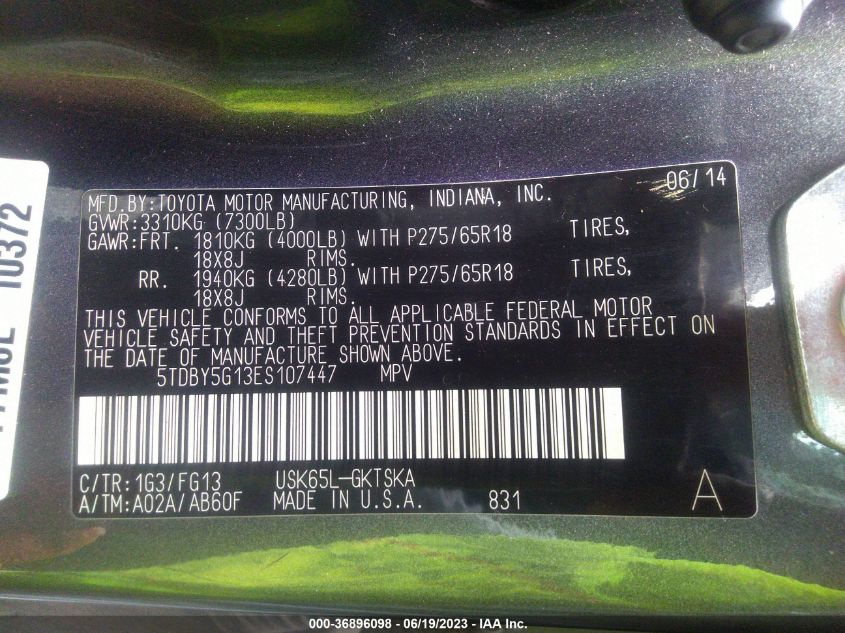 06/14
MFD. BY:TOYOTA MOTOR MANUFACTURING, INDIANA, INC.
GVWR:3310KG (7300LB)
GAWR:FRT. 1810KG (4000LB) WITH P275/65R18 TIRES,
18X8J RIMS.
RR. 1940KG (4280LB) WITH P275/65R18 TIRES,
18X8J RIMS.
THIS VEHICLE CONFORMS TO ALL APPLICABLE FEDERAL MOTOR
VEHICLE SAFETY AND THEFT PREVENTION STANDARDS IN EFFECT ON
THE DATE OF MANUFACTURE SHOWN ABOVE.
5TDBY5G13ES107447 MPV
C/TR:1G3/FG13 USK65L-GKTSKA
A/TM:A02A/AB60F MADE IN U.S.A. 831 A
10372
000-36896098 - 06/19/2023 - IAA Inc.